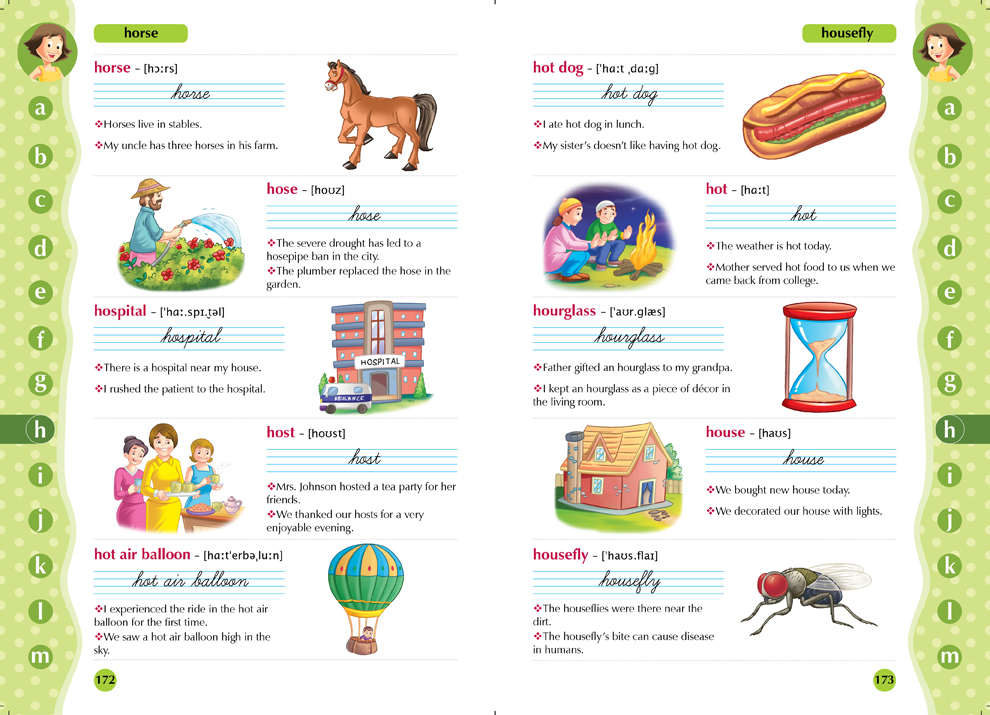 horse
horse – [hɔːrs]
horse
❖Horses live in stables.
❖My uncle has three horses in his farm.
hose – [hoʊz]
hose
❖The severe drought has led to a
hosepipe ban in the city.
❖The plumber replaced the hose in the
garden.
hospital – ['hɑː.spɪ.t̬əl]
hospital
❖There is a hospital near my house.
❖I rushed the patient to the hospital.
HOSPITAL
ABULANCE
host – [hoʊst]
host
❖Mrs. Johnson hosted a tea party for her
friends.
❖We thanked our hosts for a very
enjoyable evening.
hot air balloon – [hɑːt'erbəˌluːn]
hot air balloon
❖I experienced the ride in the hot air
balloon for the first time.
❖We saw a hot air balloon high in the
sky.
172
a
b
c
d
e
f
g
h
i
j
k
l
m
housefly
hot dog – ['hɑːt ˌdɑːɡ]
hot dog
❖I ate hot dog in lunch.
❖My sister's doesn't like having hot dog.
hot – [hɑːt]
hot
❖The weather is hot today.
❖Mother served hot food to us when we
came back from college.
hourglass – ['aʊr.ɡlæs]
hourglass
❖Father gifted an hourglass to my grandpa.
❖I kept an hourglass as a piece of décor in
the living room.
house – [haʊs]
house
❖We bought new house today.
❖We decorated our house with lights.
housefly – ['haʊs.flaɪ]
housefly
❖The houseflies were there near the
dirt.
❖The housefly's bite can cause disease
in humans.
173
a
b
c
d
e
f
g
h
i
j
k
l
m